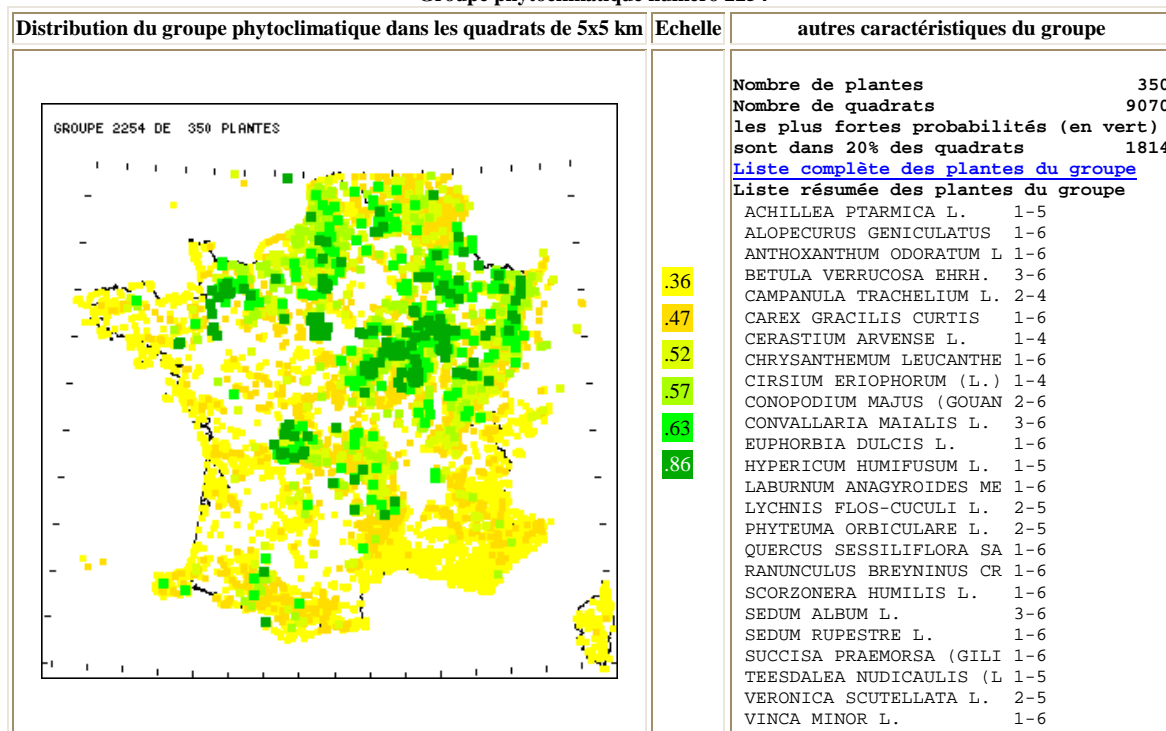 Groupe phytoclimatique numéro 2254
Distribution du groupe phytoclimatique dans les quadrats de 5x5 km
Echelle
autres caractéristiques du groupe
GROUPE 2254 DE 350 PLANTES
.36
.47
.52
.57
.63
.86
Nombre de plantes 350
Nombre de quadrats 9070
les plus fortes probabilités (en vert)
sont dans 20% des quadrats 1814
Liste complète des plantes du groupe
Liste résumée des plantes du groupe
ACHILLEA PTARMICA L. 1-5
ALOPECURUS GENICULATUS 1-6
ANTHOXANTHUM ODORATUM L 1-6
BETULA VERRUCOSA EHRH. 3-6
CAMPANULA TRACHELIUM L. 2-4
CAREX GRACILIS CURTIS 1-6
CERASTIUM ARVENSE L. 1-4
CHRYSANTHEMUM LEUCANTHE 1-6
CIRSIUM ERIOPHORUM (L.) 1-4
CONOPODIUM MAJUS (GOUAN 2-6
CONVALLARIA MAIALIS L. 3-6
EUPHORBIA DULCIS L. 1-6
HYPERICUM HUMIFUSUM L. 1-5
LABURNUM ANAGYROIDES ME 1-6
LYCHNIS FLOS-CUCULI L. 2-5
PHYTEUMA ORBICULARE L. 2-5
QUERCUS SESSILIFLORA SA 1-6
RANUNCULUS BREYNINUS CR 1-6
SCORZONERA HUMILIS L. 1-6
SEDUM ALBUM L. 3-6
SEDUM RUPESTRE L. 1-6
SUCCISA PRAEMORSA (GILI 1-6
TEESDALEA NUDICAULIS (L 1-5
VERONICA SCUTELLATA L. 2-5
VINCA MINOR L. 1-6